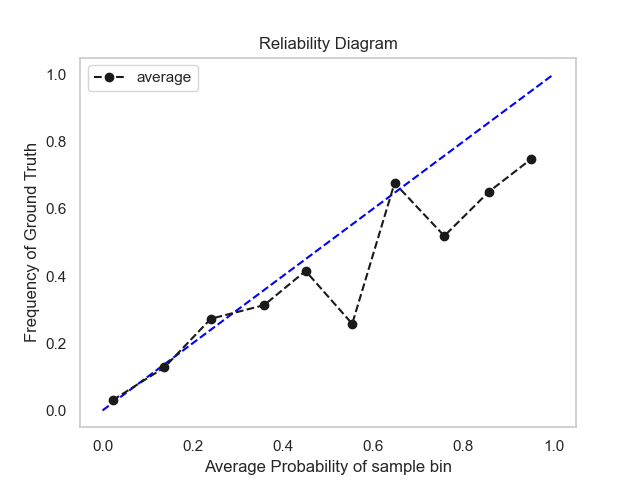 Reliability Diagram
average
Frequency of Ground Truth
1.0
0.8
0.6
0.4
0.2
0.0
0.0 0.2 0.4 0.6 0.8 1.0
Average Probability of sample bin